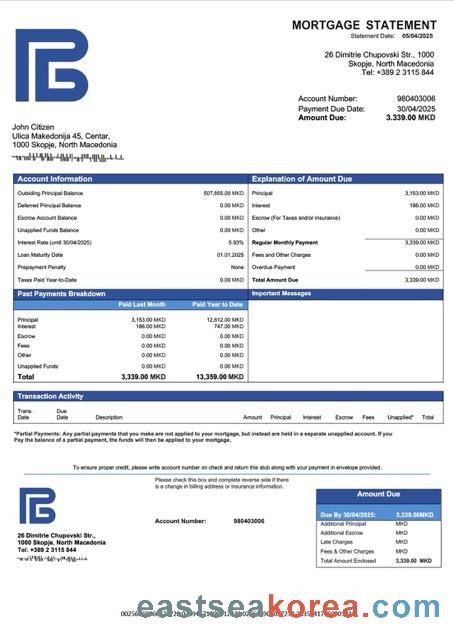 MORTGAGE STATEMENT
Statement Date: 05/04/2025
26 Dimitrie Chupovski Str., 1000
Skopje, North Macedonia
Tel: +389 2 3115 844
Account Number: 980403006
Payment Due Date: 30/04/2025
Amount Due: 3.339.00 MKD
John Citizen
Ulica Makedonija 45, Centar,
1000 Skopje, North Macedonia
Account Information
Outsiding Principal Balance 507,855.00 MKD
Deferred Principal Balance 0.00 MKD
Escrow Account Balance 0.00 MKD
Unapplied Funds Balance 0.00 MKD
Interest Rate (until 30/04/2025) 5.93%
Loan Maturity Date 01.01.2025
Prepayment Penalty None
Taxes Paid Year-to-Date 0.00 MKD
Explanation of Amount Due
Principal 3,153.00 MKD
Interest 186.00 MKD
Escrow (For Taxes and/or insurance) 0.00 MKD
Other 0.00 MKD
Regular Monthly Payment 3,339.00 MKD
Fees and Other Charges 0.00 MKD
Overdue Payment 0.00 MKD
Total Amount Due 3,339.00 MKD
Past Payments Breakdown
Paid Last Month Paid Year to Date
Principal 3,153.00 MKD 12,612.00 MKD
Interest 186.00 MKD 747.00 MKD
Escrow 0.00 MKD 0.00 MKD
Fees 0.00 MKD 0.00 MKD
Other 0.00 MKD 0.00 MKD
Unapplied Funds 0.00 MKD 0.00 MKD
Total 3,339.00 MKD 13,359.00 MKD
Important Messages
Transaction Activity
Trans. Date Due Date Description Amount Principal Interest Escrow Fees Unapplied* Total
*Partial Payments: Any partial payments that you make are not applied to your mortgage, but instead are held in a separate unapplied account. If you
Pay the balance of a partial payment, the funds will then be applied to your mortgage.
To ensure proper credit, please write account number on check and return this stub along with your payment in envelope provided.
Please check this box and complete reverse side if there
is a change in billing address or insurance information.
Account Number: 980403006
26 Dimitrie Chupovski Str.,
1000 Skopje, North Macedonia
Tel: +389 2 3115 844
Amount Due
Due By 30/04/2025: 3,339.00MKD
Additional Principal MKD
Additional Escrow MKD
Late Charges MKD
Fees & Other Charges MKD
Total Amount Enclosed 3,339.00 MKD
eastseakorea.com